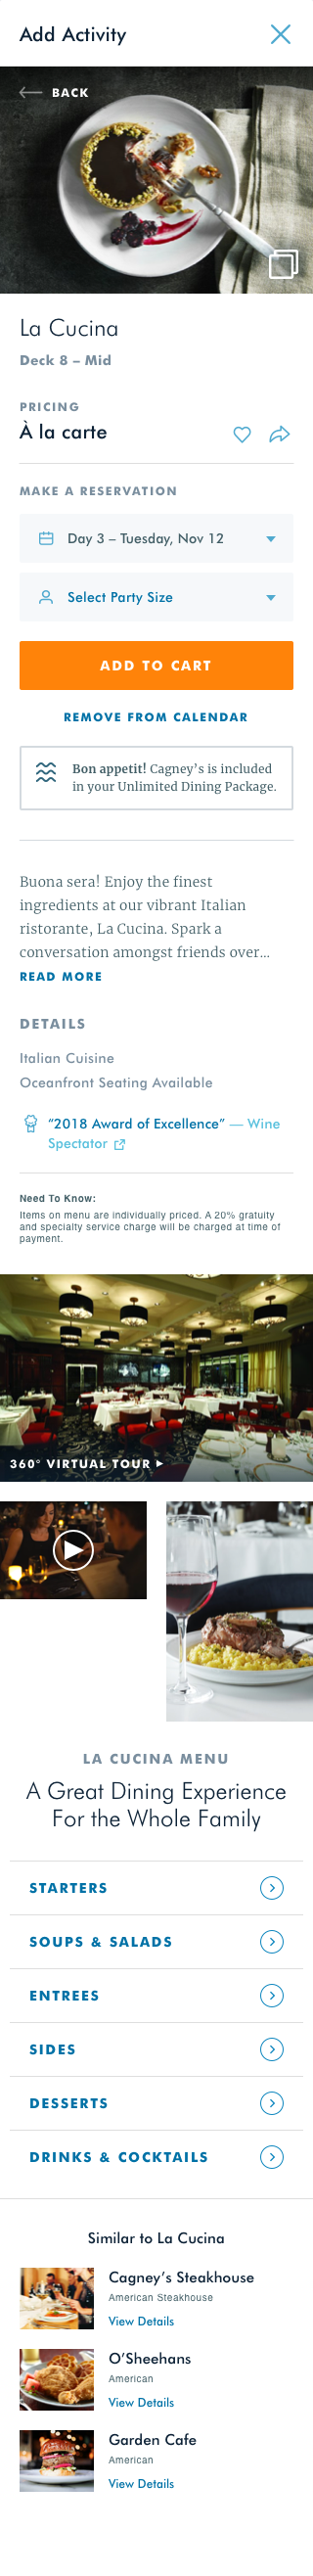 Add Activity
BACK
La Cucina
Deck 8 – Mid
PRICING
À la carte
MAKE A RESERVATION
Day 3 – Tuesday, Nov 12
Select Party Size
ADD TO CART
REMOVE FROM CALENDAR
Bon appetit! Cagney’s is included
in your Unlimited Dining Package.
Buona sera! Enjoy the finest
ingredients at our vibrant Italian
ristorante, La Cucina. Spark a
conversation amongst friends over...
READ MORE
DETAILS
Italian Cuisine
Oceanfront Seating Available
“2018 Award of Excellence” — Wine
Spectator
Need To Know:
Items on menu are individually priced. A 20% gratuity
and specialty service charge will be charged at time of
payment.
360° VIRTUAL TOUR
LA CUCINA MENU
A Great Dining Experience
For the Whole Family
STARTERS
SOUPS & SALADS
ENTREES
SIDES
DESSERTS
DRINKS & COCKTAILS
Similar to La Cucina
Cagney’s Steakhouse
American Steakhouse
View Details
O’Sheehans
American
View Details
Garden Cafe
American
View Details